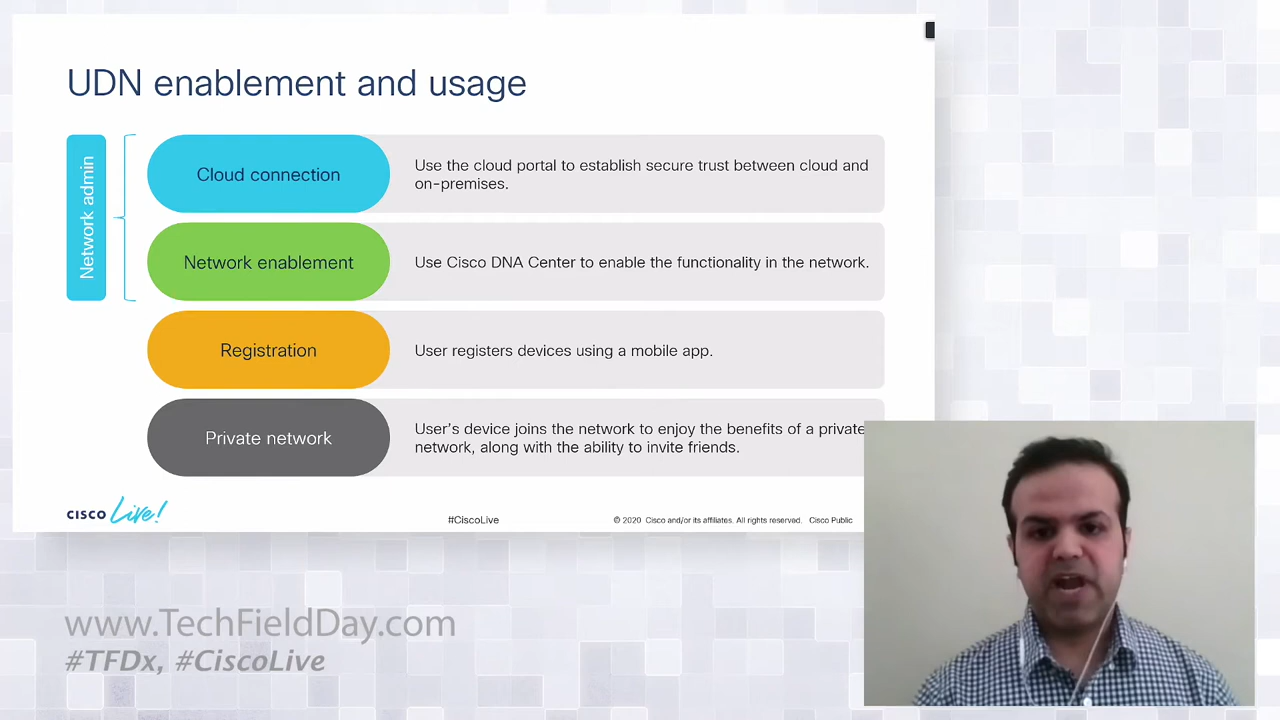 UDN enablement and usage
Network admin
Cloud connection
Use the cloud portal to establish secure trust between cloud and
on-premises.
Network enablement
Use Cisco DNA Center to enable the functionality in the network.
Registration
User registers devices using a mobile app.
Private network
User's device joins the network to enjoy the benefits of a private
network, along with the ability to invite friends.
CISCO Live!
#CiscoLive
© 2020 Cisco and/or its affiliates. All rights reserved. Cisco Public
www.TechFieldDay.com
#TFDx, #CiscoLive